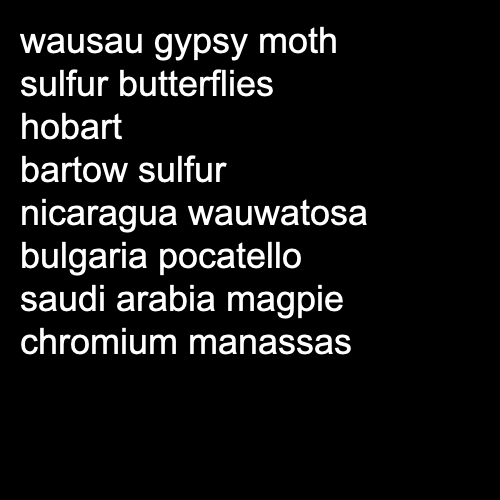 wausau gypsy moth
sulfur butterflies
hobart
bartow sulfur
nicaragua wauwatosa
bulgaria pocatello
saudi arabia magpie
chromium manassas